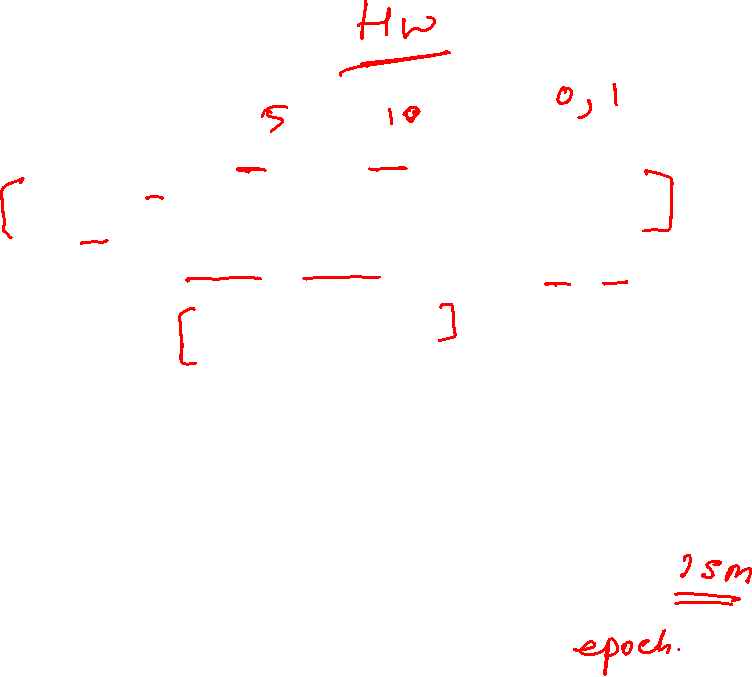 Hw
5 10 0,1
[ - - - - ]
— — - -
[ ]
epoch.